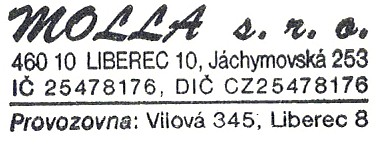 MOLLA s. r. o.
460 10 LIBEREC 10, Jáchymovská 253
IČ 25478176, DIČ CZ25478176
Provozovna: Vilová 345, Liberec 8